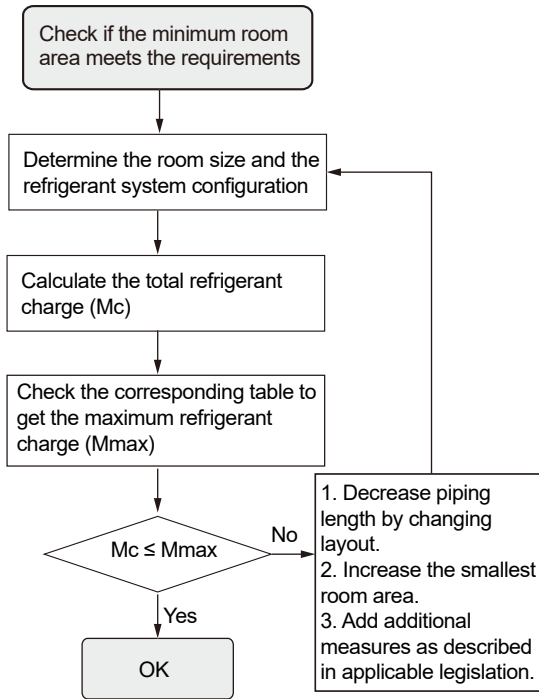 Check if the minimum room
area meets the requirements
Determine the room size and the
refrigerant system configuration
Calculate the total refrigerant
charge (Mc)
Check the corresponding table to
get the maximum refrigerant
charge (Mmax)
Mc ≤ Mmax
No
1. Decrease piping
length by changing
layout.
2. Increase the smallest
room area.
3. Add additional
measures as described
in applicable legislation.
Yes
OK